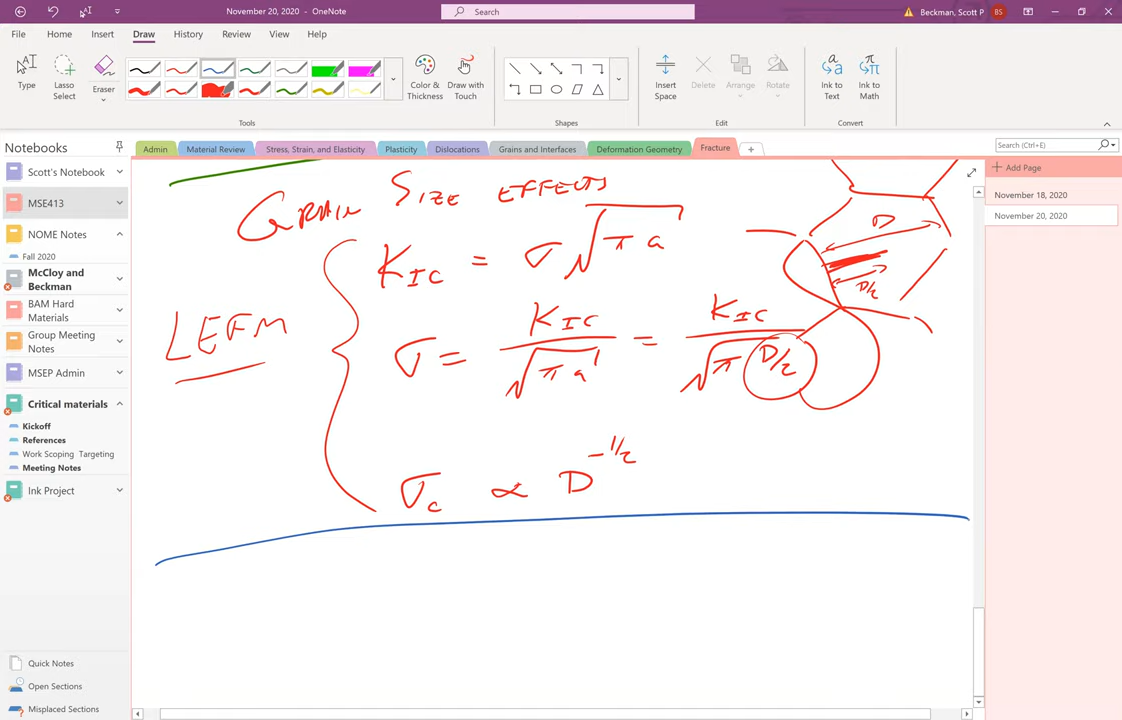 November 20, 2020 - OneNote
Search
Beckman, Scott P
BS
File Home Insert Draw History Review View Help
Type
Lasso Select
Eraser
Color & Thickness
Draw with Touch
Insert Space
Delete
Arrange
Rotate
Ink to Text
Ink to Math
Tools
Shapes
Edit
Convert
Notebooks
Admin Material Review Stress, Strain, and Elasticity Plasticity Dislocations Grains and Interfaces Deformation Geometry Fracture
Search (Ctrl+E)
Add Page
November 18, 2020
November 20, 2020
Scott's Notebook
MSE413
NOME Notes
Fall 2020
McCloy and Beckman
BAM Hard Materials
Group Meeting Notes
MSEP Admin
Critical materials
Kickoff
References
Work Scoping Targeting
Meeting Notes
Ink Project
Quick Notes
Open Sections
Misplaced Sections
GRAIN SIZE EFFECTS
K_IC = σ √(π a)
LEFM
σ = K_IC / √(π a) = K_IC / √(π D/2)
σ_c ∝ D^(-1/2)
D
D/2